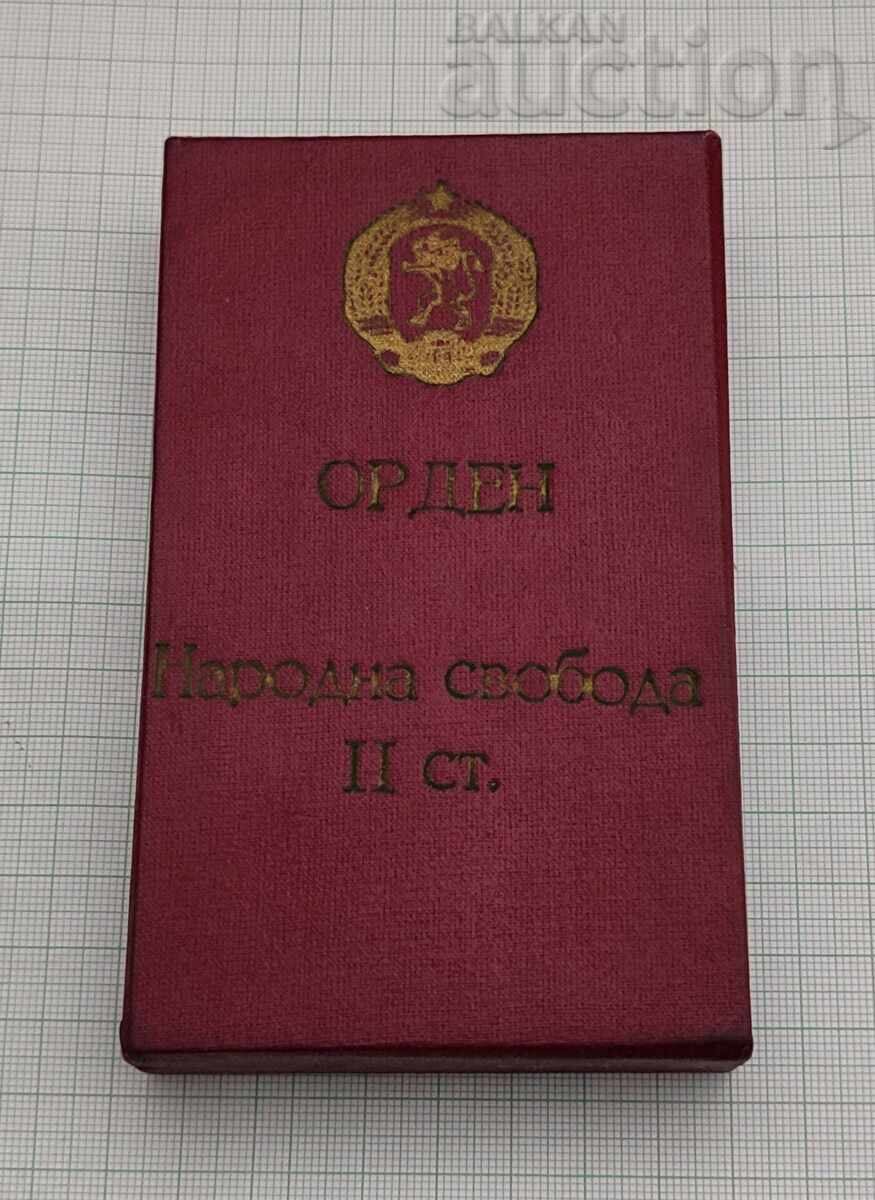 BALKAN
auction
ОРДЕН
Народна свобода
II ст.